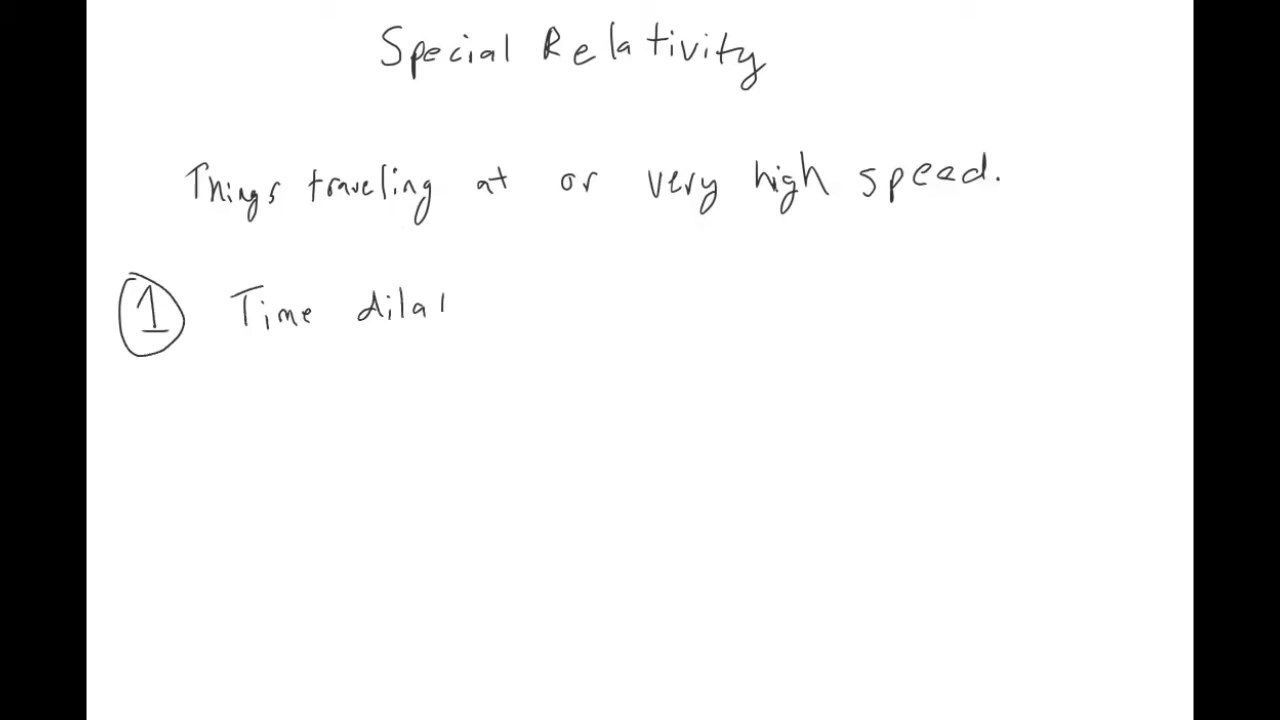 Special Relativity
Things traveling at or very high speed.
1 Time dilat